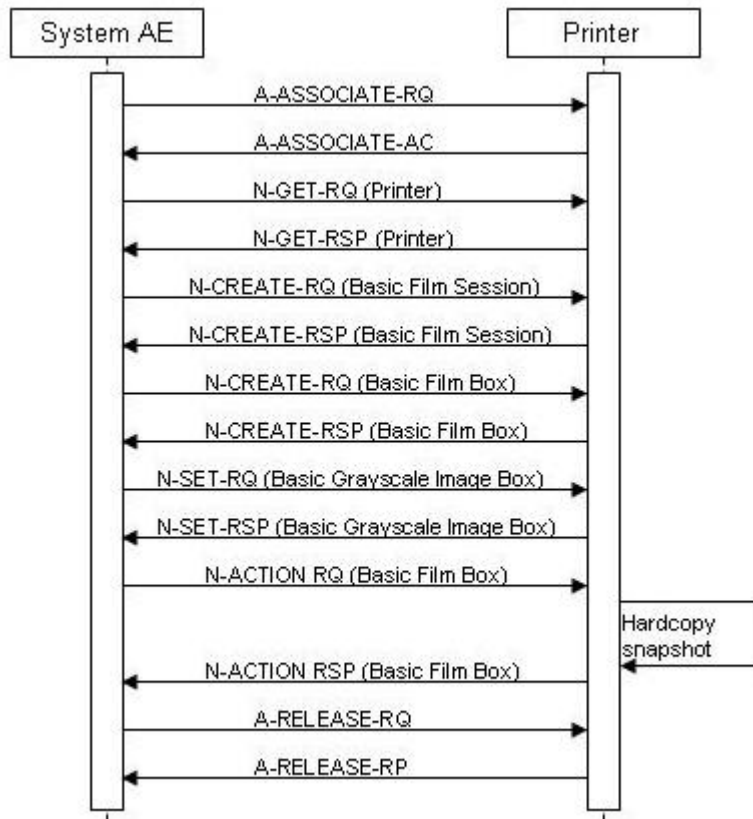 System AE
Printer
A-ASSOCIATE-RQ
A-ASSOCIATE-AC
N-GET-RQ (Printer)
N-GET-RSP (Printer)
N-CREATE-RQ (Basic Film Session)
N-CREATE-RSP (Basic Film Session)
N-CREATE-RQ (Basic Film Box)
N-CREATE-RSP (Basic Film Box)
N-SET-RQ (Basic Grayscale Image Box)
N-SET-RSP (Basic Grayscale Image Box)
N-ACTION RQ (Basic Film Box)
Hardcopy
snapshot
N-ACTION RSP (Basic Film Box)
A-RELEASE-RQ
A-RELEASE-RP